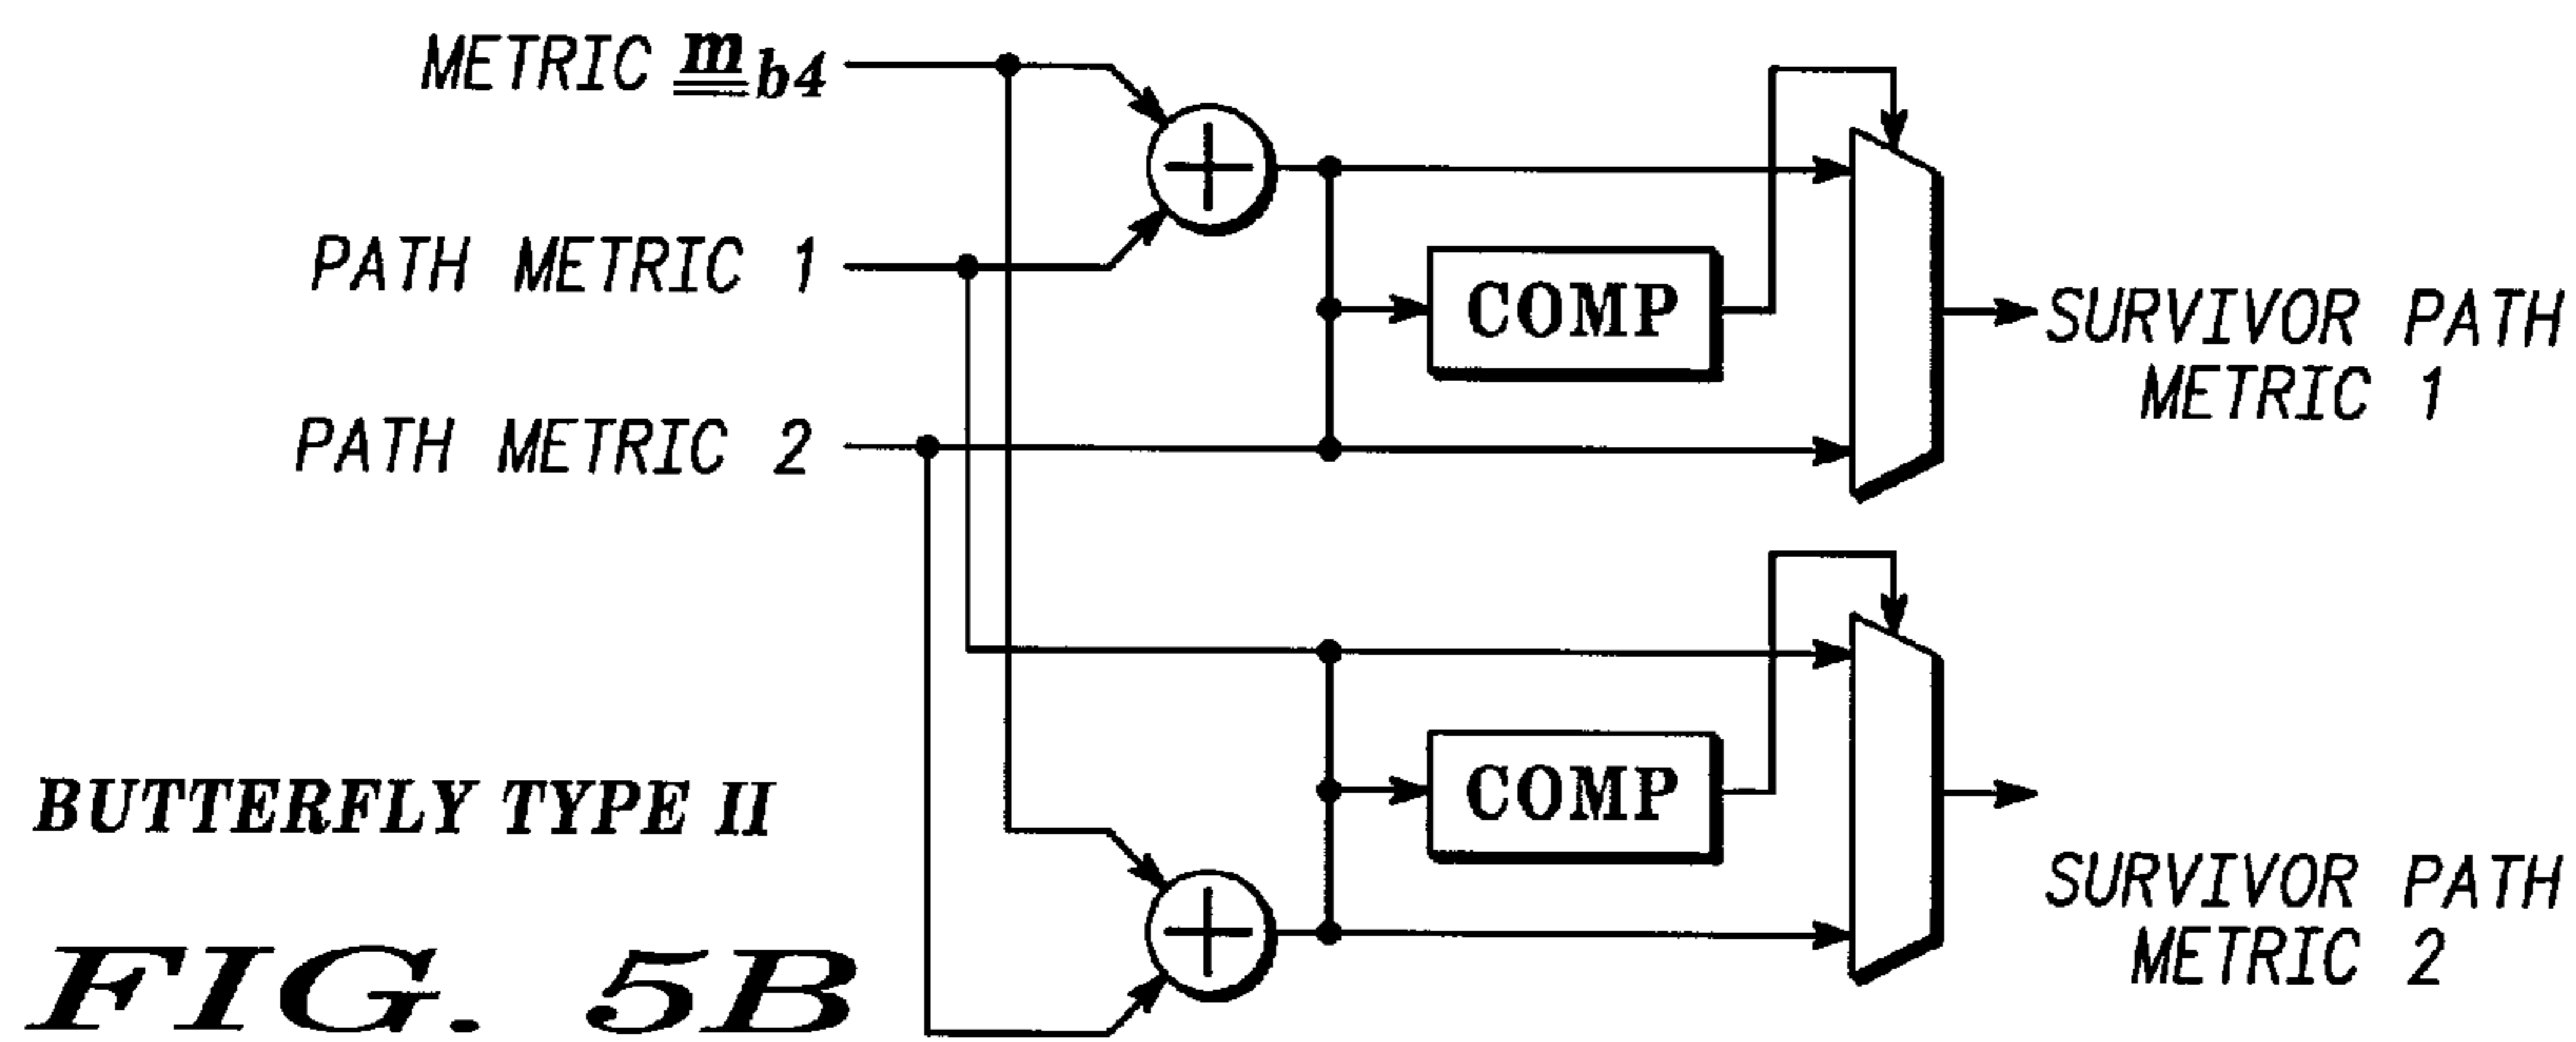 METRIC m b4
PATH METRIC 1
PATH METRIC 2
COMP
SURVIVOR PATH
METRIC 1
COMP
BUTTERFLY TYPE II
SURVIVOR PATH
METRIC 2
FIG. 5B